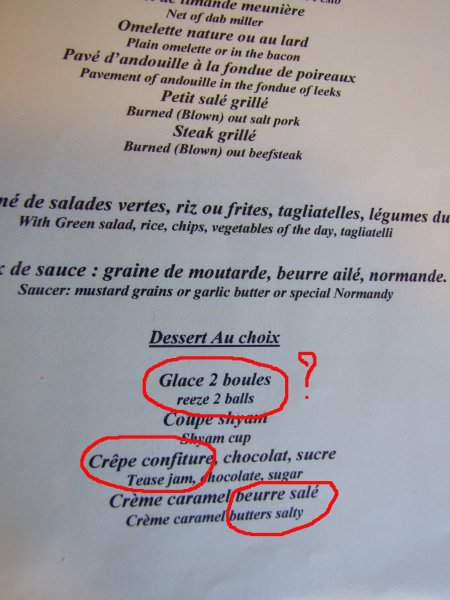 de limande meunière
Net of dab miller
Omelette nature ou au lard
Plain omelette or in the bacon
Pavé d'andouille à la fondue de poireaux
Pavement of andouille in the fondue of leeks
Petit salé grillé
Burned (Blown) out salt pork
Steak grillé
Burned (Blown) out beefsteak
né de salades vertes, riz ou frites, tagliatelles, légumes du
With Green salad, rice, chips, vegetables of the day, tagliatelli
x de sauce : graine de moutarde, beurre ailé, normande.
Saucer: mustard grains or garlic butter or special Normandy
Dessert Au choix
Glace 2 boules
?
reeze 2 balls
Coupe shyam
Shyam cup
Crêpe confiture, chocolat, sucre
Tease jam, chocolate, sugar
Crème caramel beurre salé
Crème caramel butters salty